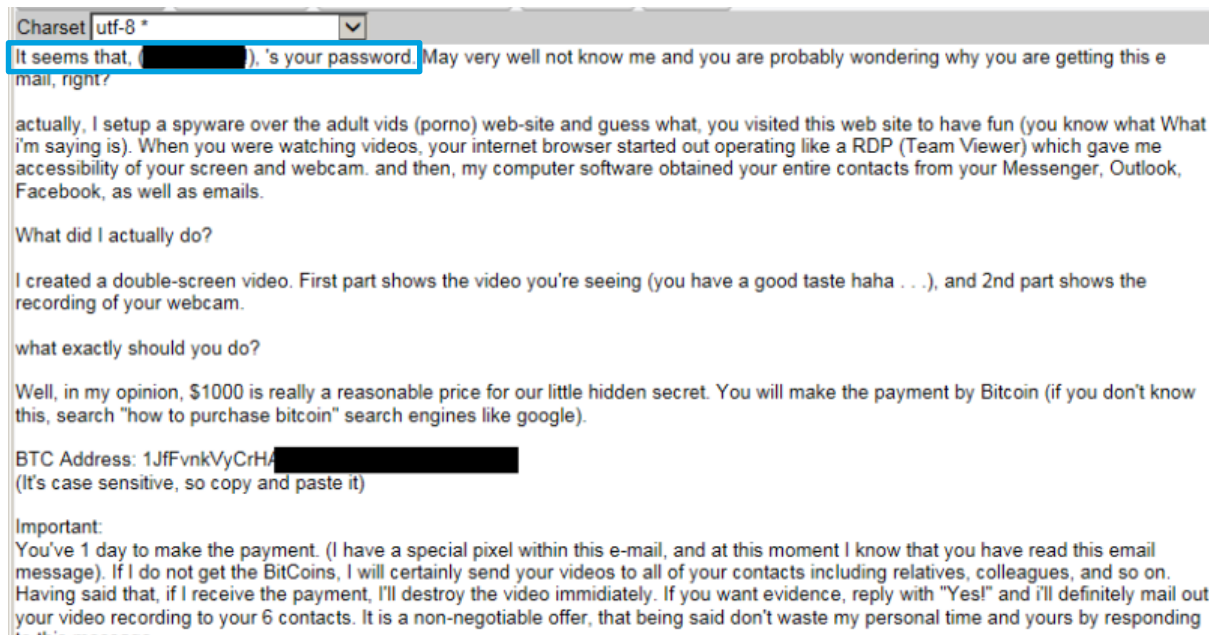 Charset utf-8 *
It seems that, ( ), 's your password. May very well not know me and you are probably wondering why you are getting this e
mail, right?
actually, I setup a spyware over the adult vids (porno) web-site and guess what, you visited this web site to have fun (you know what What
i'm saying is). When you were watching videos, your internet browser started out operating like a RDP (Team Viewer) which gave me
accessibility of your screen and webcam. and then, my computer software obtained your entire contacts from your Messenger, Outlook,
Facebook, as well as emails.
What did I actually do?
I created a double-screen video. First part shows the video you're seeing (you have a good taste haha . . .), and 2nd part shows the
recording of your webcam.
what exactly should you do?
Well, in my opinion, $1000 is really a reasonable price for our little hidden secret. You will make the payment by Bitcoin (if you don't know
this, search "how to purchase bitcoin" search engines like google).
BTC Address: 1JfFvnkVyCrHA
(It's case sensitive, so copy and paste it)
Important:
You've 1 day to make the payment. (I have a special pixel within this e-mail, and at this moment I know that you have read this email
message). If I do not get the BitCoins, I will certainly send your videos to all of your contacts including relatives, colleagues, and so on.
Having said that, if I receive the payment, I'll destroy the video immidiately. If you want evidence, reply with "Yes!" and i'll definitely mail out
your video recording to your 6 contacts. It is a non-negotiable offer, that being said don't waste my personal time and yours by responding